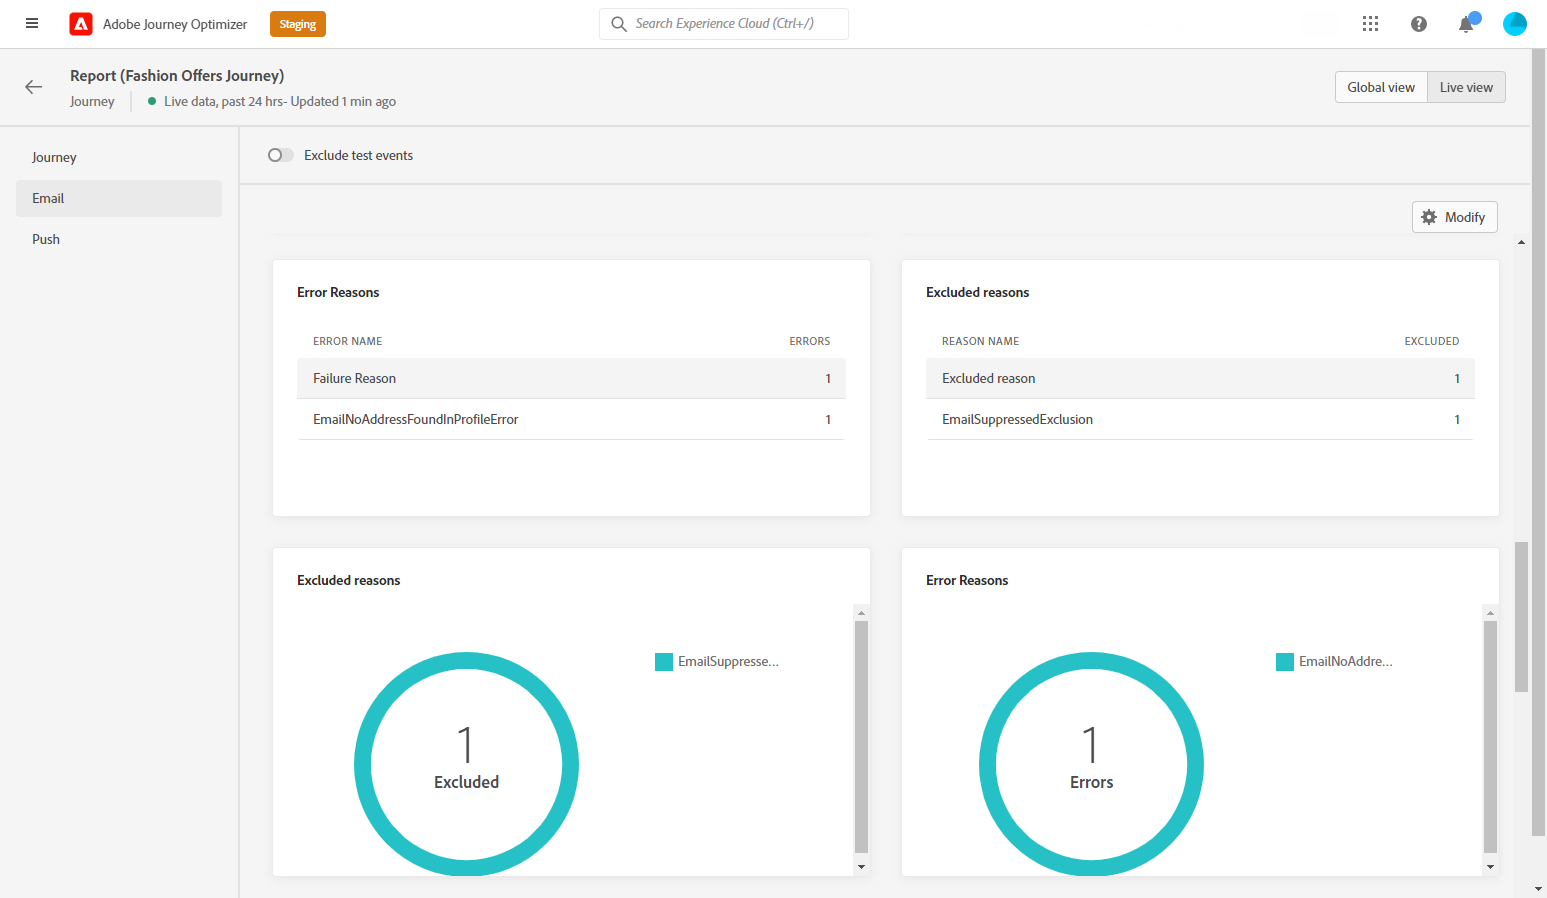 Adobe Journey Optimizer
Staging
Search Experience Cloud (Ctrl+/)
Report (Fashion Offers Journey)
Journey
Live data, past 24 hrs- Updated 1 min ago
Global view
Live view
Journey
Email
Push
Exclude test events
Modify
Error Reasons
ERROR NAME ERRORS
Failure Reason 1
EmailNoAddressFoundInProfileError 1
Excluded reasons
REASON NAME EXCLUDED
Excluded reason 1
EmailSuppressedExclusion 1
Excluded reasons
1
Excluded
EmailSuppresse...
Error Reasons
1
Errors
EmailNoAddre...